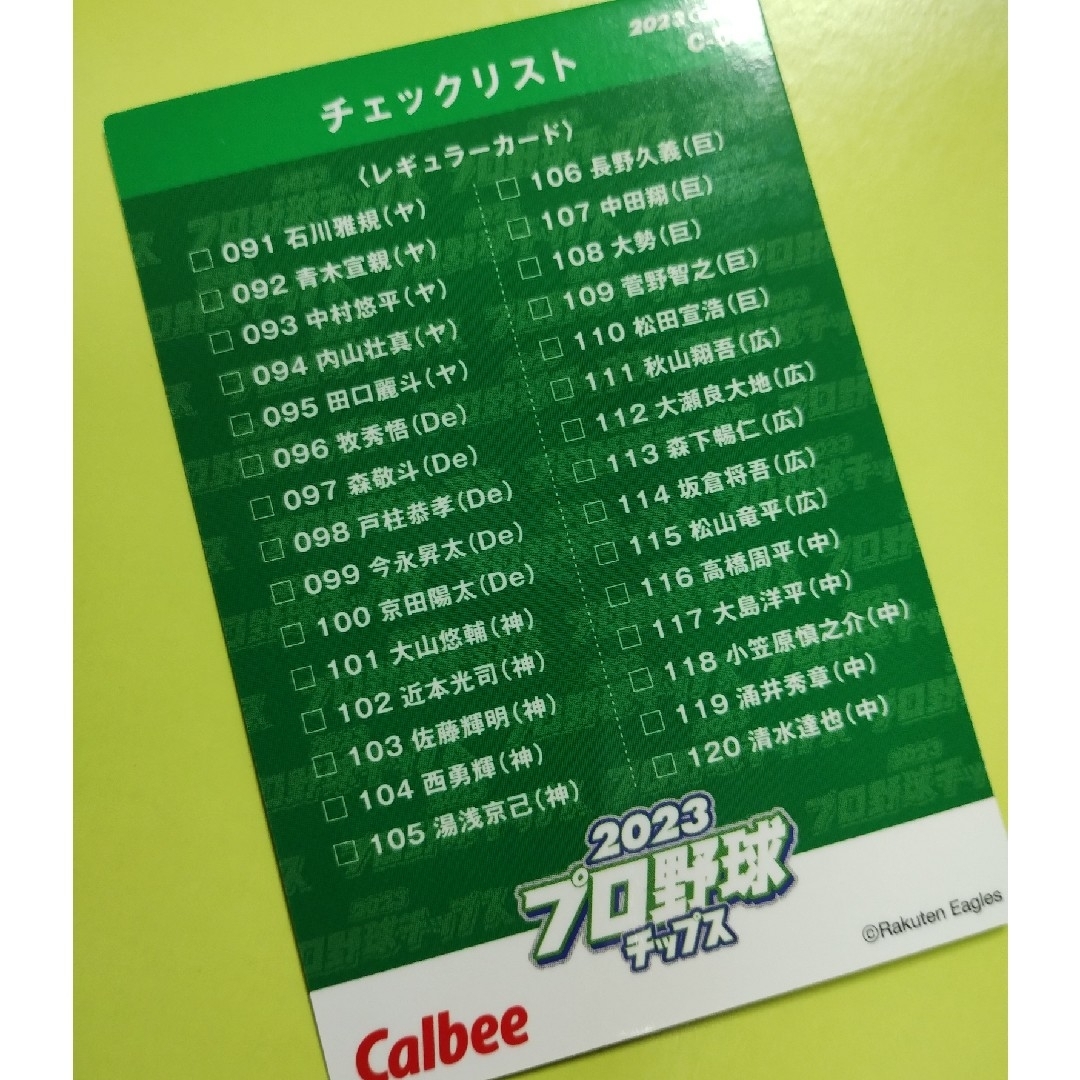 2023
C-
チェックリスト
〈レギュラーカード〉
□ 091 石川雅規(ヤ)
□ 092 青木宣親(ヤ)
□ 093 中村悠平(ヤ)
□ 094 内山壮真(ヤ)
□ 095 田口麗斗(ヤ)
□ 096 牧秀悟(De)
□ 097 森敬斗(De)
□ 098 戸柱恭孝(De)
□ 099 今永昇太(De)
□ 100 京田陽太(De)
□ 101 大山悠輔(神)
□ 102 近本光司(神)
□ 103 佐藤輝明(神)
□ 104 西勇輝(神)
□ 105 湯浅京己(神)
□ 106 長野久義(巨)
□ 107 中田翔(巨)
□ 108 大勢(巨)
□ 109 菅野智之(巨)
□ 110 松田宣浩(巨)
□ 111 秋山翔吾(広)
□ 112 大瀬良大地(広)
□ 113 森下暢仁(広)
□ 114 坂倉将吾(広)
□ 115 松山竜平(広)
□ 116 高橋周平(中)
□ 117 大島洋平(中)
□ 118 小笠原慎之介(中)
□ 119 涌井秀章(中)
□ 120 清水達也(中)
2023
プロ野球
チップス
©Rakuten Eagles
Calbee